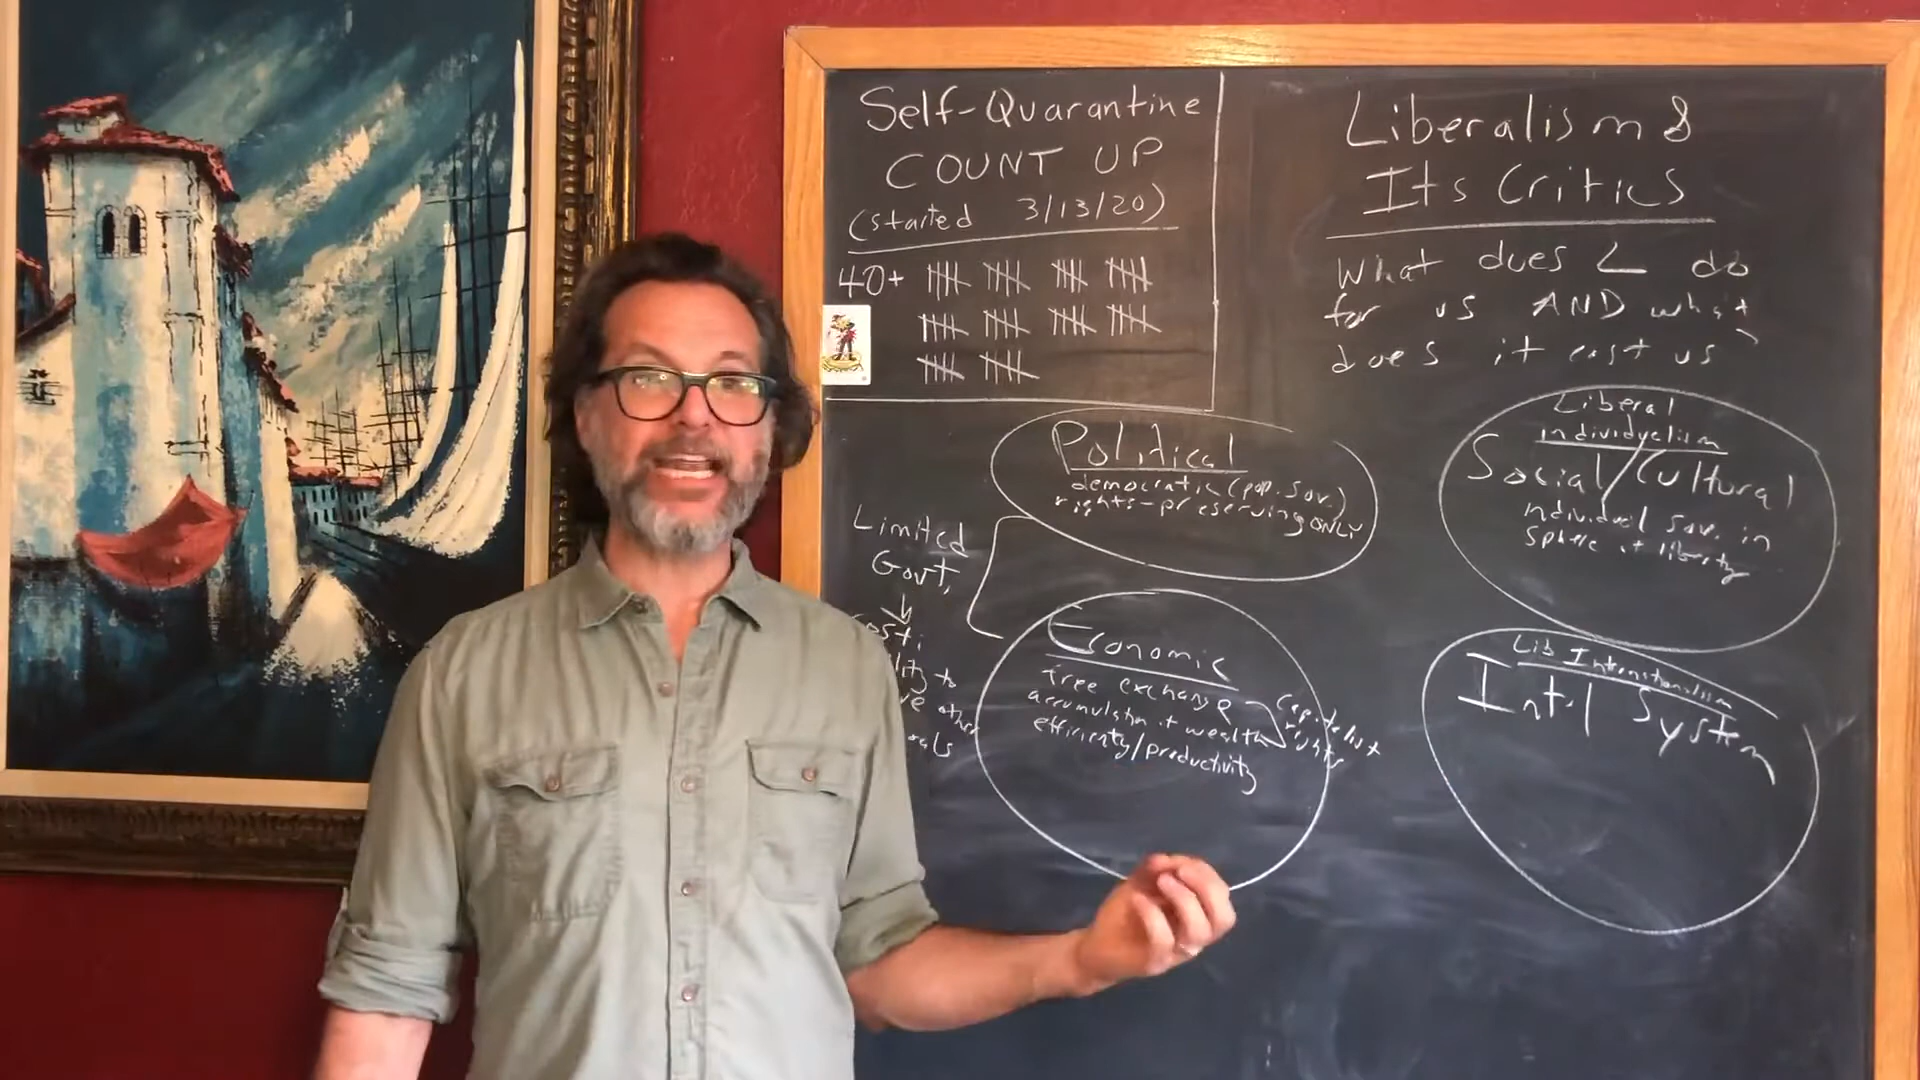 Self-Quarantine
COUNT UP
(started 3/13/20)
40+
Liberalism &
Its Critics
What does L do
for us AND what
does it cost us
Political
democratic (pop. sov.)
rights-preserving ONLY
Limited
Govt,
Economic
free exchange
accumulatn of wealth
efficiency/productivity
Capitalist
rights
Liberal
individualism
Social/Cultural
individual sov. in
sphere of liberty
Lib Internationalism
Int'l System